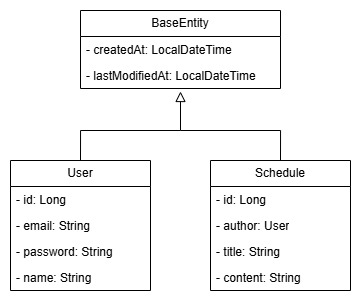 BaseEntity
- createdAt: LocalDateTime
- lastModifiedAt: LocalDateTime
User
- id: Long
- email: String
- password: String
- name: String
Schedule
- id: Long
- author: User
- title: String
- content: String